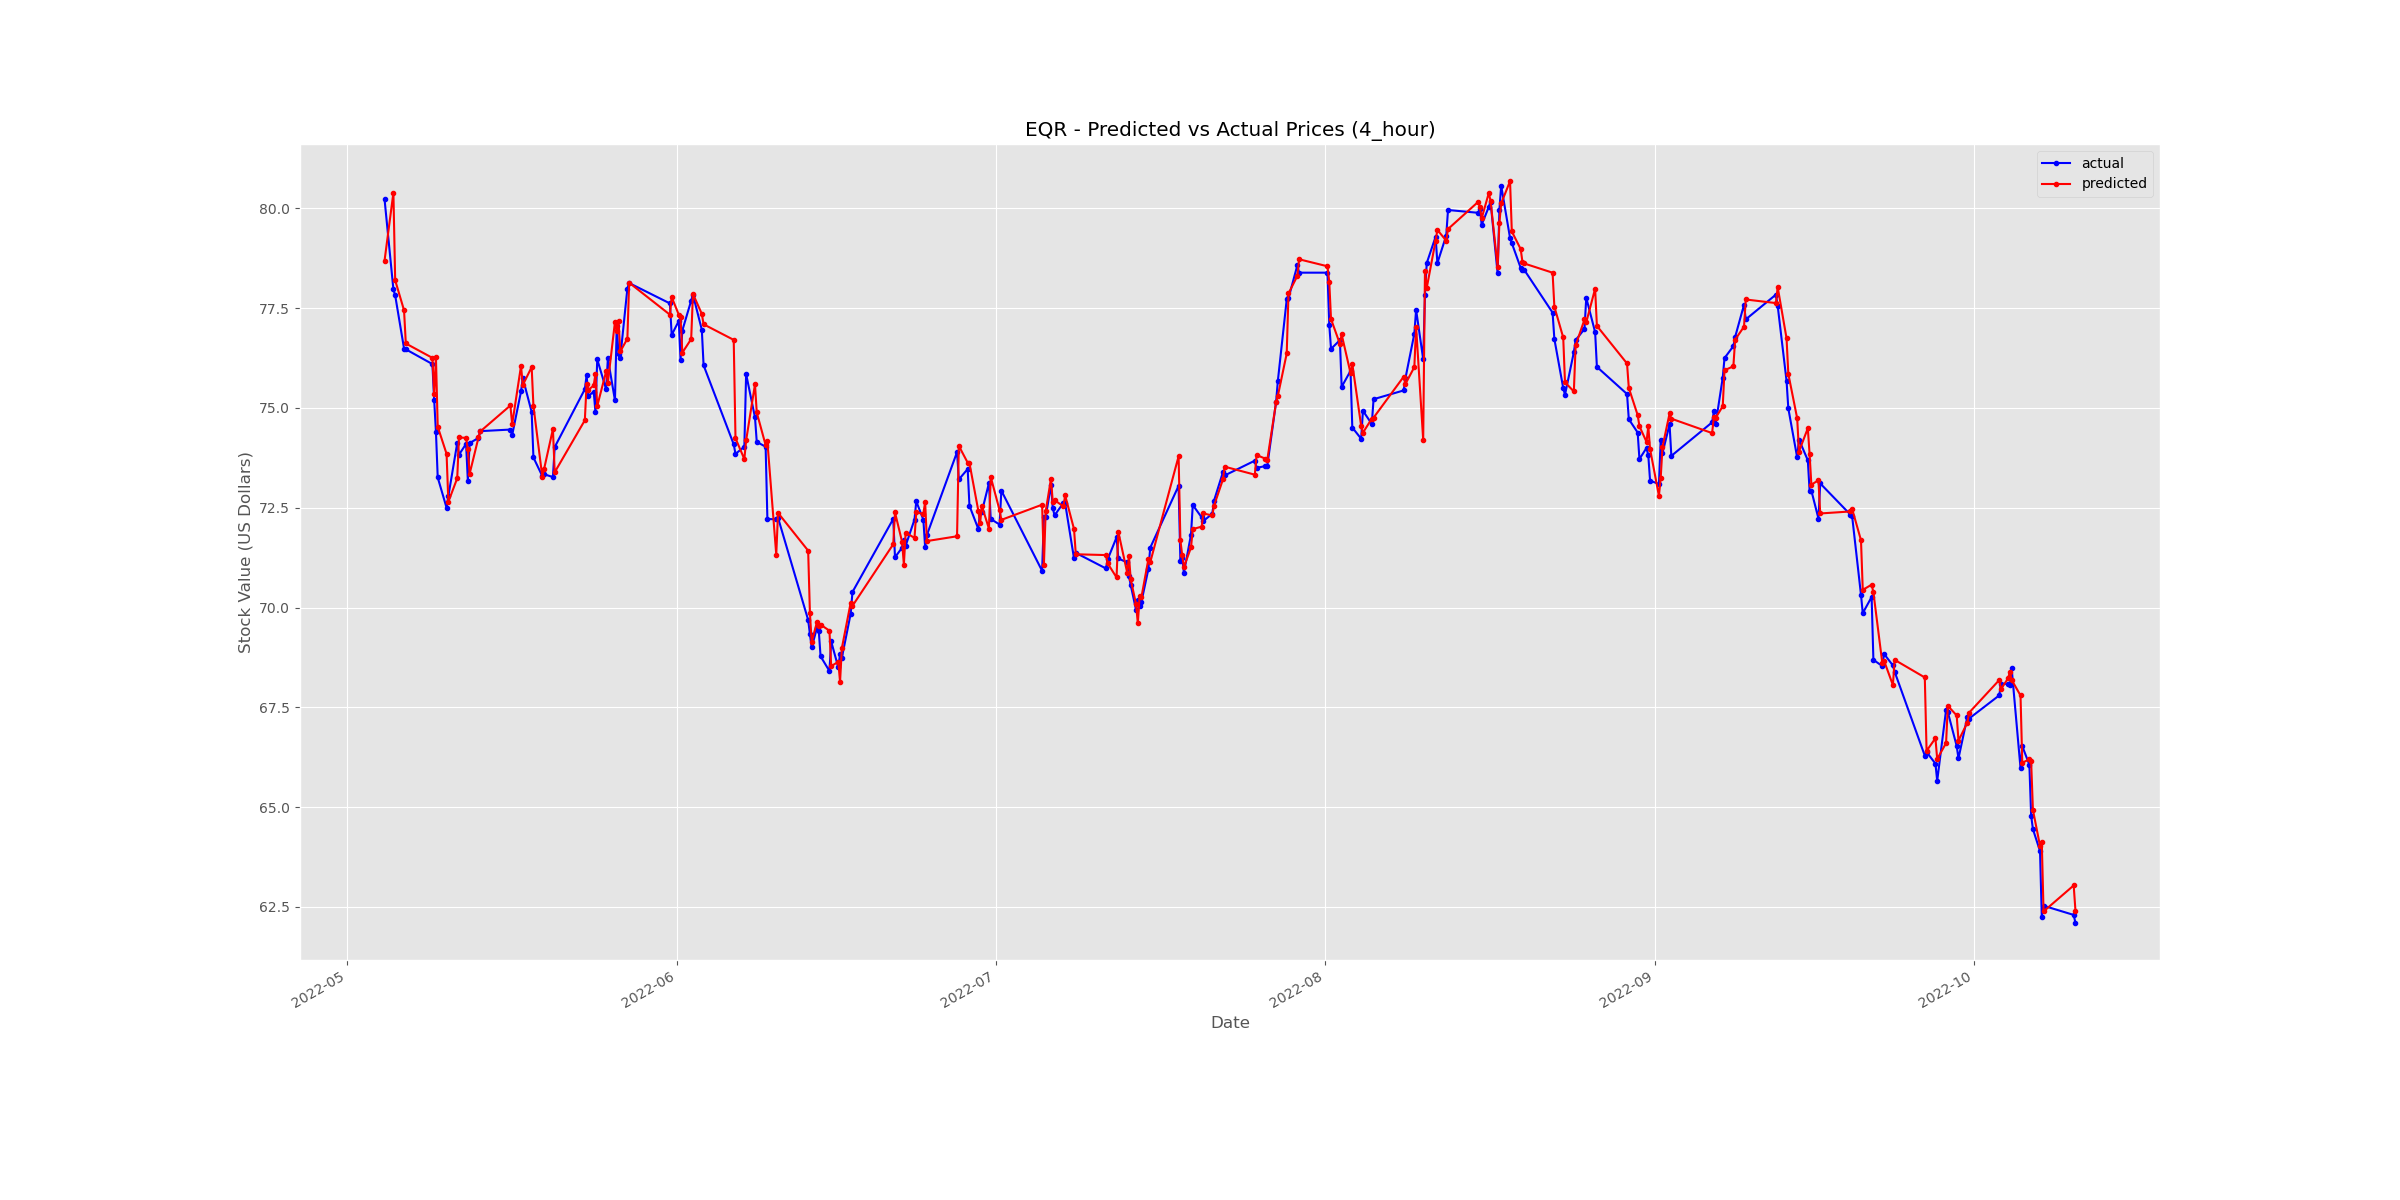 EQR - Predicted vs Actual Prices (4_hour)
actual
predicted
80.0
77.5
75.0
72.5
70.0
67.5
65.0
62.5
Stock Value (US Dollars)
2022-05
2022-06
2022-07
2022-08
2022-09
2022-10
Date